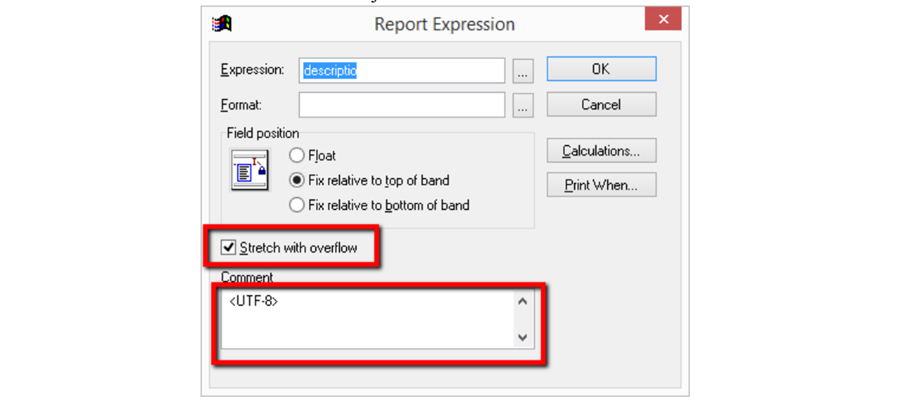 Report Expression
Expression: descriptio ... OK
Format: ... Cancel
Field position
Float
Calculations...
Fix relative to top of band
Print When...
Fix relative to bottom of band
Stretch with overflow
Comment
<UTF-8>